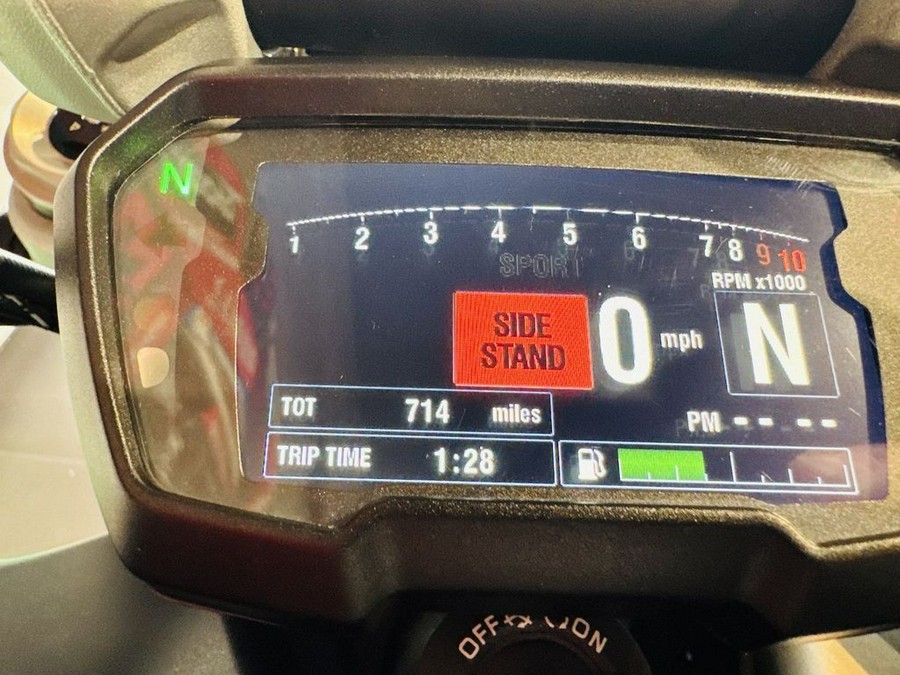 N
1 2 3 4 5 6 7 8 9 10
SPORT
RPM x1000
SIDE
STAND
0 mph
N
TOT 714 miles
PM -- --
TRIP TIME 1:28
OFF ON